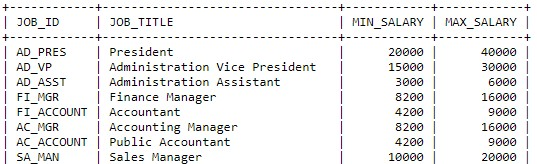 JOB_ID JOB_TITLE MIN_SALARY MAX_SALARY
AD_PRES President 20000 40000
AD_VP Administration Vice President 15000 30000
AD_ASST Administration Assistant 3000 6000
FI_MGR Finance Manager 8200 16000
FI_ACCOUNT Accountant 4200 9000
AC_MGR Accounting Manager 8200 16000
AC_ACCOUNT Public Accountant 4200 9000
SA_MAN Sales Manager 10000 20000